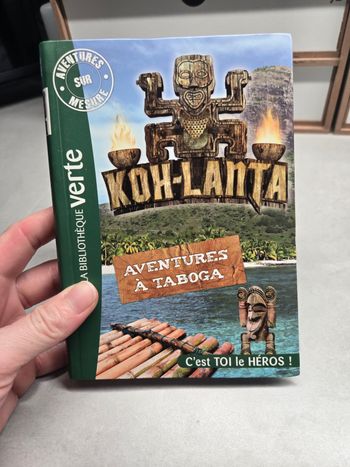 AVENTURES
SUR
MESURE
LA BIBLIOTHÈQUE verte
KOH-LANTA
AVENTURES
À TABOGA
C'est TOI le HÉROS !